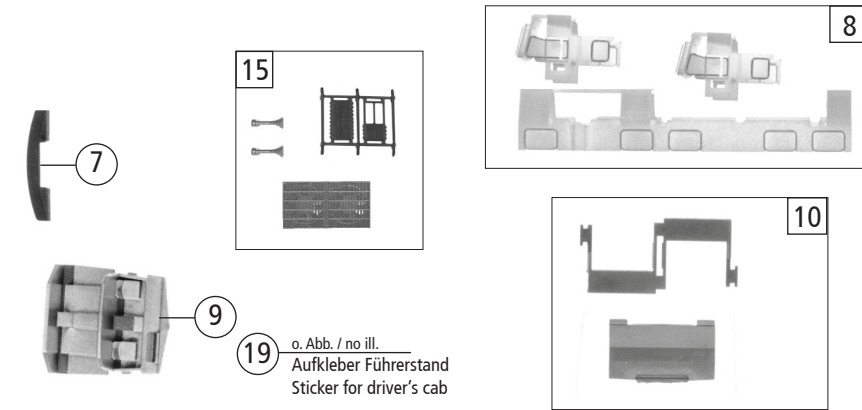 8
15
7
10
9
19
o. Abb. / no ill.
Aufkleber Führerstand
Sticker for driver's cab